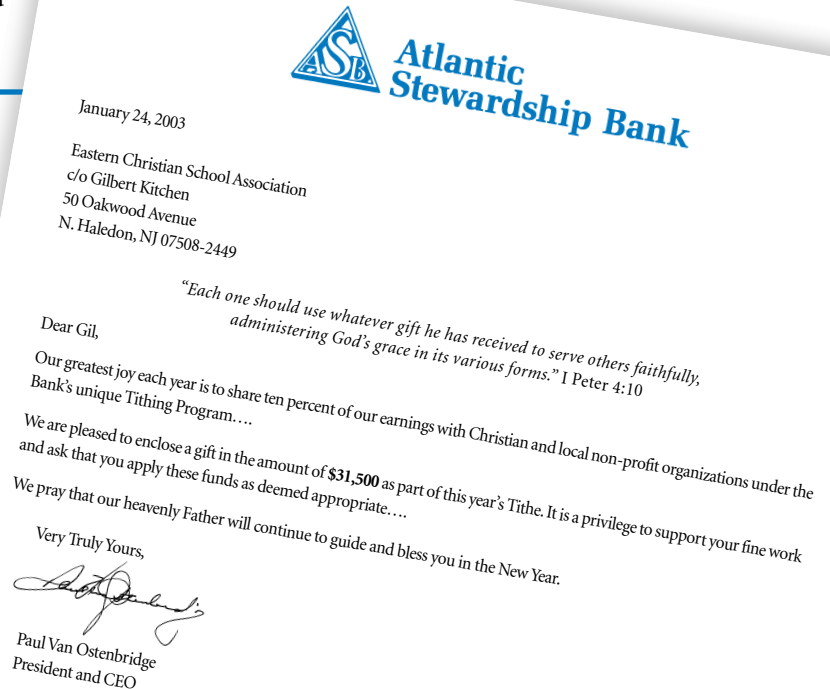 ASB
Atlantic
Stewardship Bank
January 24, 2003
Eastern Christian School Association
c/o Gilbert Kitchen
50 Oakwood Avenue
N. Haledon, NJ 07508-2449
“Each one should use whatever gift he has received to serve others faithfully,
administering God’s grace in its various forms.” I Peter 4:10
Dear Gil,
Our greatest joy each year is to share ten percent of our earnings with Christian and local non-profit organizations under the
Bank’s unique Tithing Program….
We are pleased to enclose a gift in the amount of $31,500 as part of this year’s Tithe. It is a privilege to support your fine work
and ask that you apply these funds as deemed appropriate….
We pray that our heavenly Father will continue to guide and bless you in the New Year.
Very Truly Yours,
Paul Van Ostenbridge
President and CEO